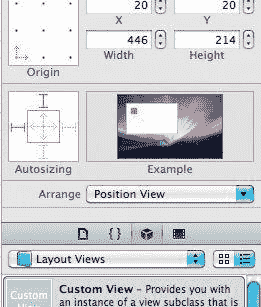 20 20
X Y
446 214
Width Height
Origin
Autosizing Example
Arrange Position View
{ }
Layout Views
Custom View – Provides you with
an instance of a view subclass that is
Custom
View